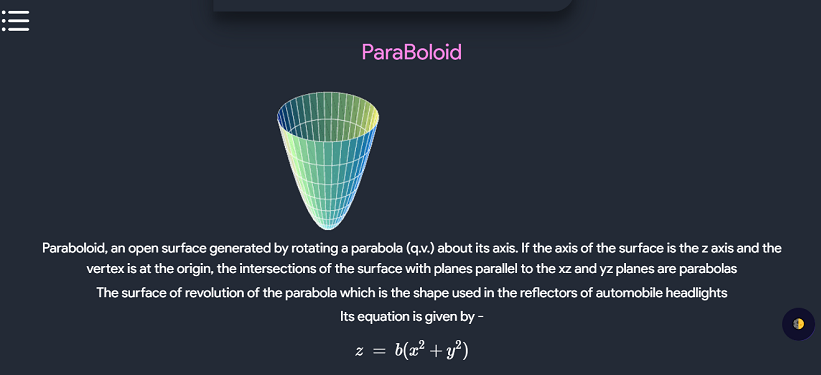 ParaBoloid
Paraboloid, an open surface generated by rotating a parabola (q.v.) about its axis. If the axis of the surface is the z axis and the
vertex is at the origin, the intersections of the surface with planes parallel to the xz and yz planes are parabolas
The surface of revolution of the parabola which is the shape used in the reflectors of automobile headlights
Its equation is given by -
z = b(x² + y²)